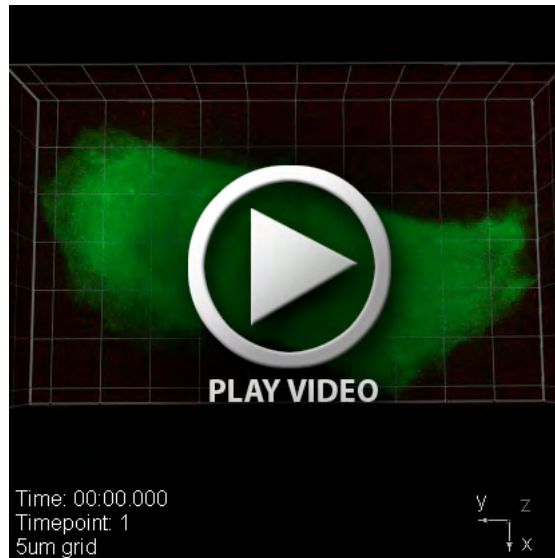 PLAY VIDEO
Time: 00:00.000
Timepoint: 1
5um grid
y z
x